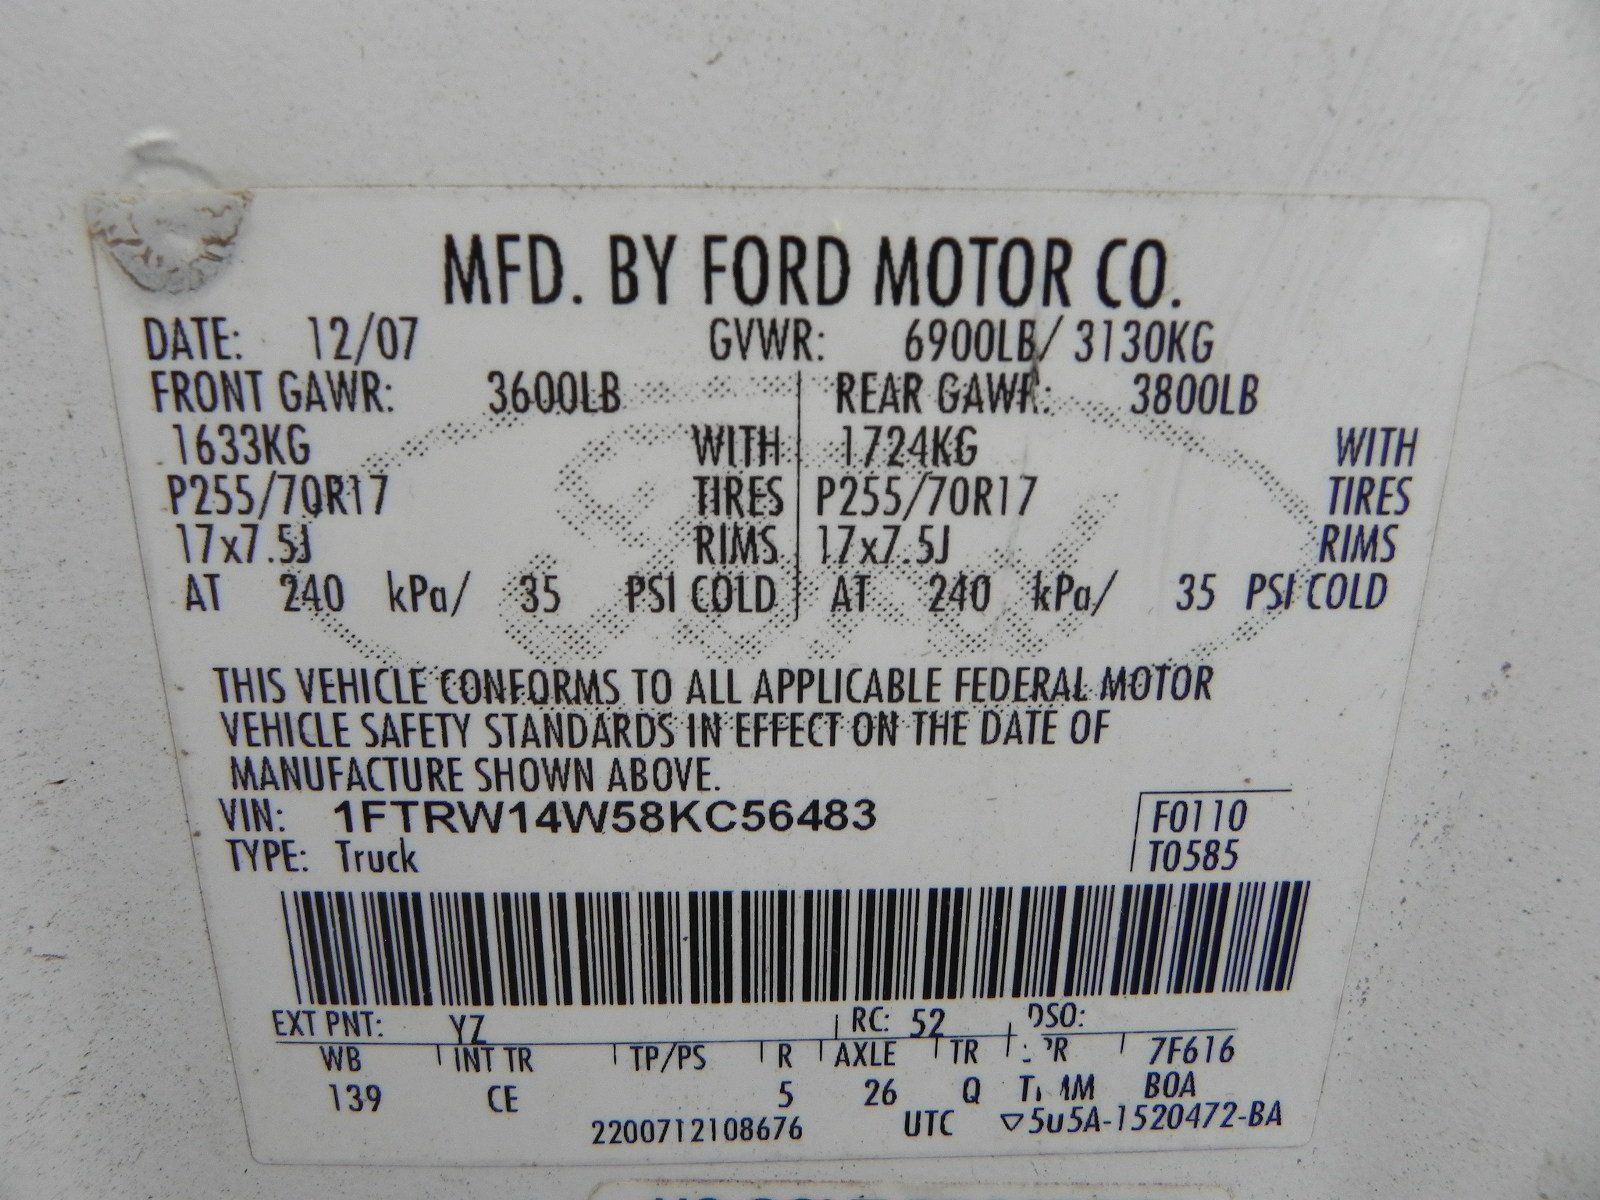 MFD. BY FORD MOTOR CO.
DATE: 12/07 GVWR: 6900LB/ 3130KG
FRONT GAWR: 3600LB REAR GAWR: 3800LB
1633KG WITH 1724KG WITH
P255/70R17 TIRES P255/70R17 TIRES
17x7.5J RIMS 17x7.5J RIMS
AT 240 kPa/ 35 PSI COLD AT 240 kPa/ 35 PSI COLD
THIS VEHICLE CONFORMS TO ALL APPLICABLE FEDERAL MOTOR
VEHICLE SAFETY STANDARDS IN EFFECT ON THE DATE OF
MANUFACTURE SHOWN ABOVE.
VIN: 1FTRW14W58KC56483 F0110
TYPE: Truck T0585
EXT PNT: YZ RC: 52 DSO:
WB INT TR TP/PS R AXLE TR 7F616
139 CE 5 26 Q BOA
2200712108676 UTC ▽5u5A-1520472-BA